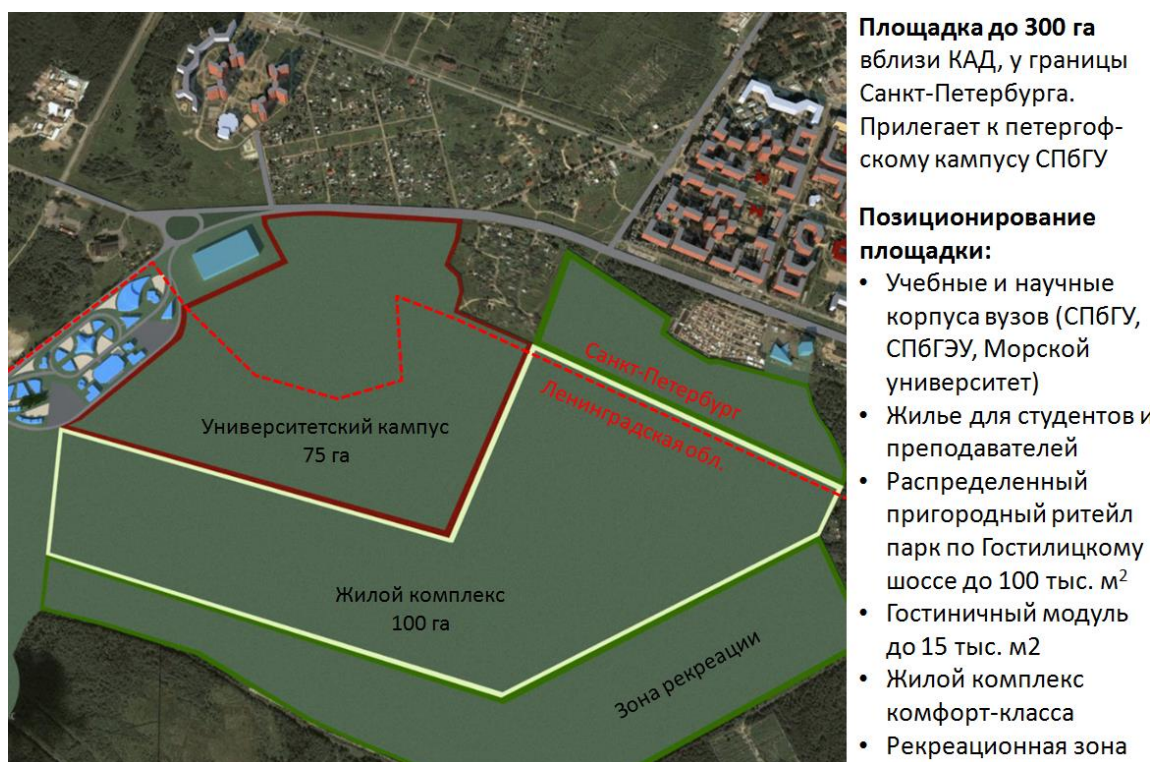 Площадка до 300 га
вблизи КАД, у границы
Санкт-Петербурга.
Прилегает к петергоф-
скому кампусу СПбГУ
Позиционирование
площадки:
• Учебные и научные
корпуса вузов (СПбГУ,
СПбГЭУ, Морской
университет)
• Жилье для студентов и
преподавателей
• Распределенный
пригородный ритейл
парк по Гостилицкому
шоссе до 100 тыс. м²
• Гостиничный модуль
до 15 тыс. м2
• Жилой комплекс
комфорт-класса
• Рекреационная зона
Санкт-Петербург
Ленинградская обл.
Университетский кампус
75 га
Жилой комплекс
100 га
Зона рекреации